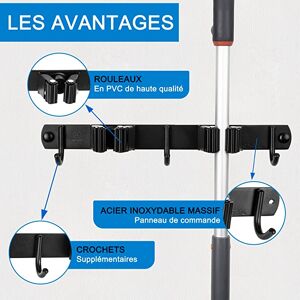 LES AVANTAGES
ROULEAUX
En PVC de haute qualité
ACIER INOXYDABLE MASSIF
Panneau de commande
CROCHETS
Supplémentaires